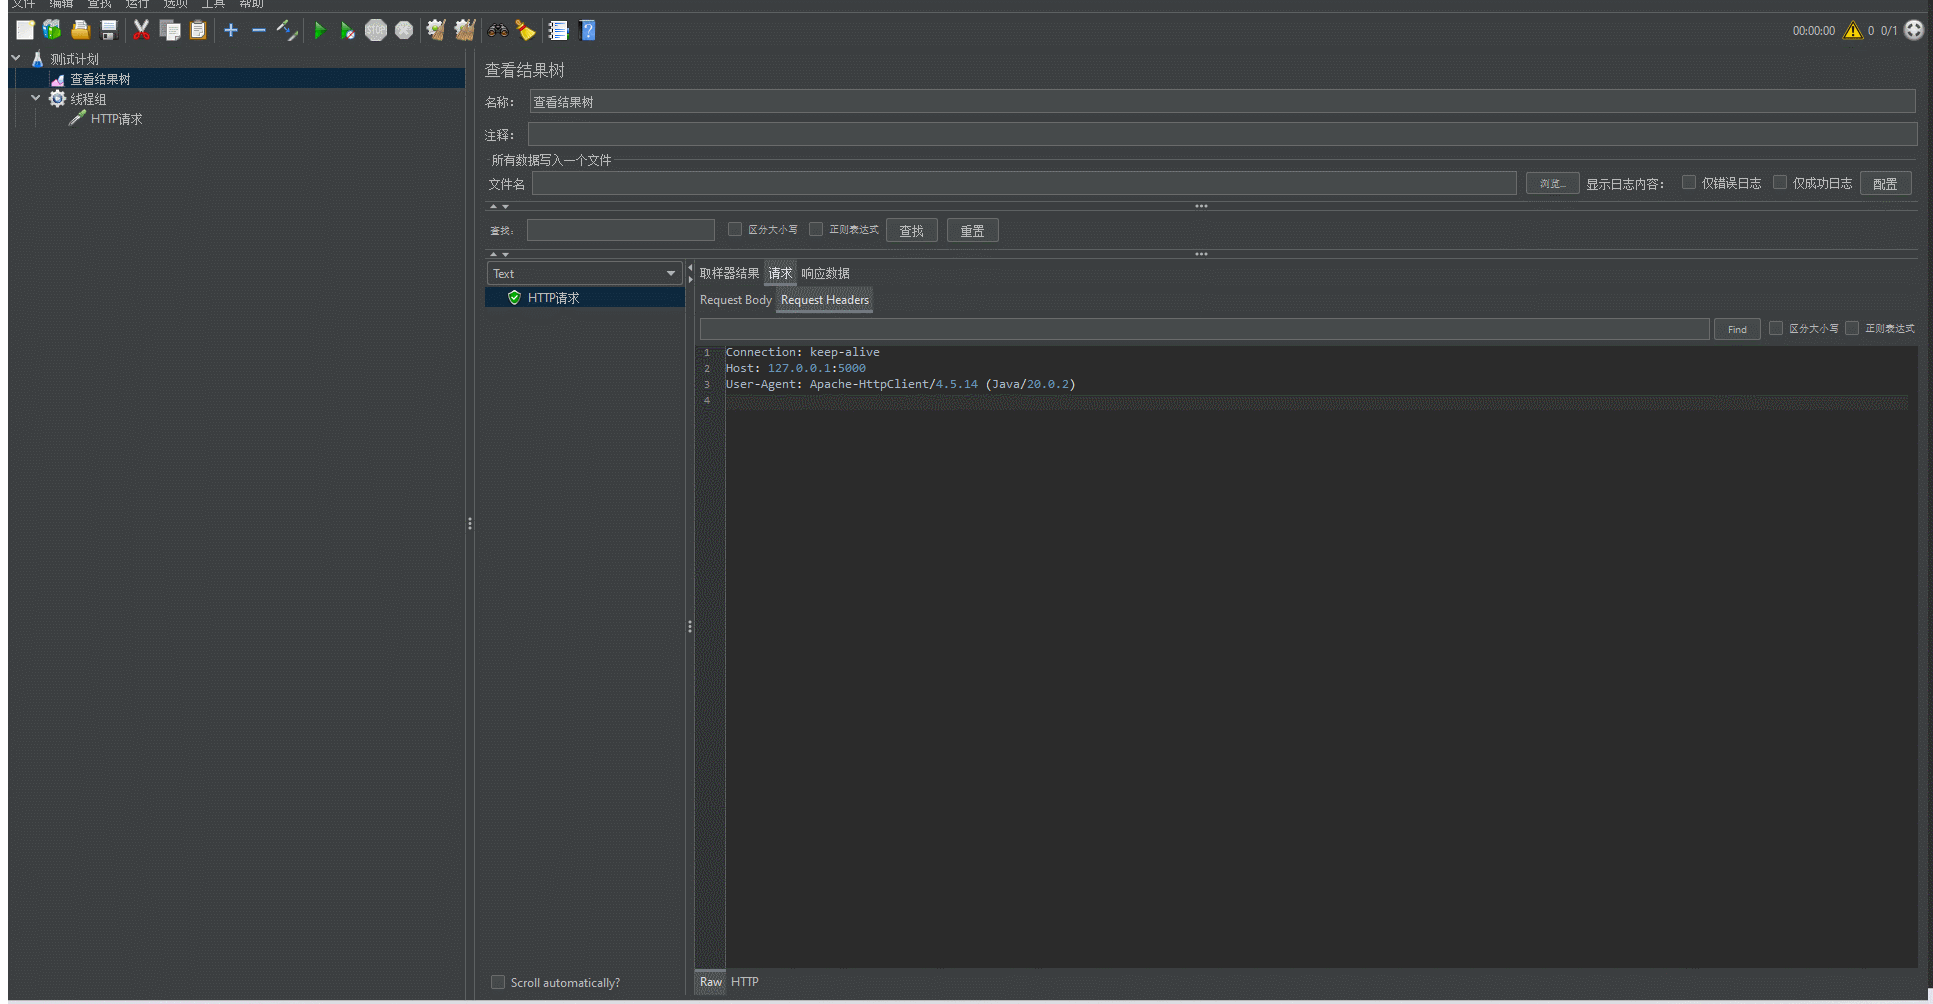 文件 编辑 查找 运行 选项 工具 帮助
STOP
?
00:00:00 0 0/1
测试计划
查看结果树
线程组
HTTP请求
查看结果树
名称： 查看结果树
注释：
所有数据写入一个文件
文件名 浏览... 显示日志内容： 仅错误日志 仅成功日志 配置
查找： 区分大小写 正则表达式 查找 重置
Text
HTTP请求
取样器结果 请求 响应数据
Request Body Request Headers
Find 区分大小写 正则表达式
1 Connection: keep-alive
2 Host: 127.0.0.1:5000
3 User-Agent: Apache-HttpClient/4.5.14 (Java/20.0.2)
4
Scroll automatically?
Raw HTTP